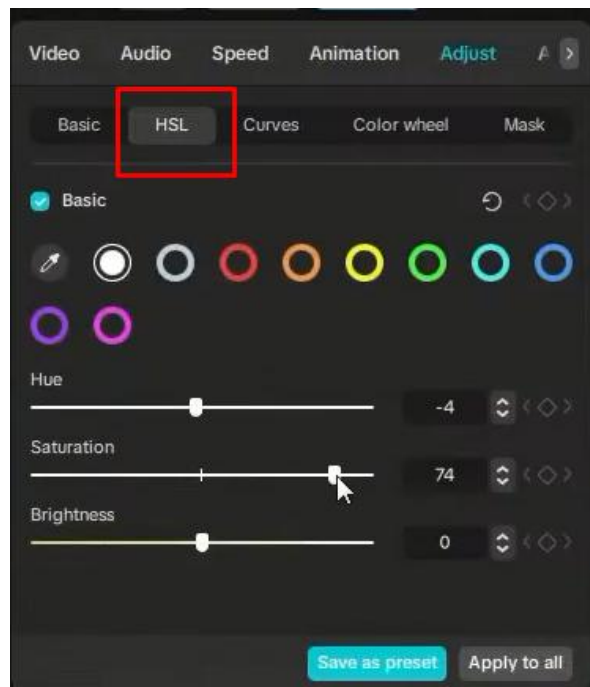 Video Audio Speed Animation Adjust A
Basic HSL Curves Color wheel Mask
Basic
Hue
-4
Saturation
74
Brightness
0
Save as preset Apply to all